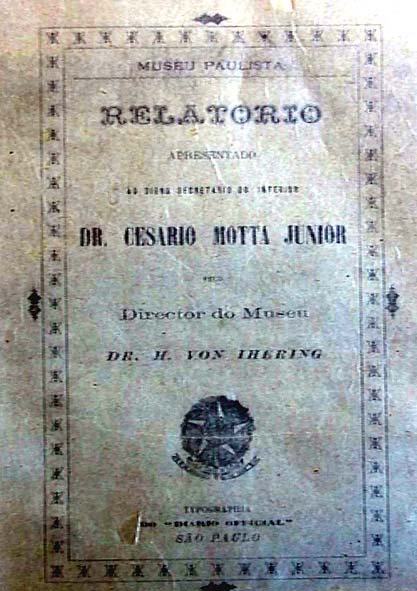 MUSEU PAULISTA
RELATORIO
APRESENTADO
AO DIGNO SECRETARIO DO INTERIOR
DR. CESARIO MOTTA JUNIOR
PELO
Director do Museu
DR. H. VON IHERING
TYPOGRAPHIA
DO "DIARIO OFFICIAL"
SÃO PAULO